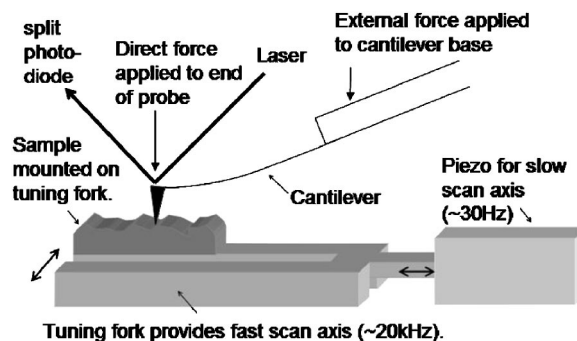 split
photo-
diode
Direct force
applied to end
of probe
Laser
External force applied
to cantilever base
Sample
mounted on
tuning fork.
Cantilever
Piezo for slow
scan axis
(~30Hz)
Tuning fork provides fast scan axis (~20kHz).